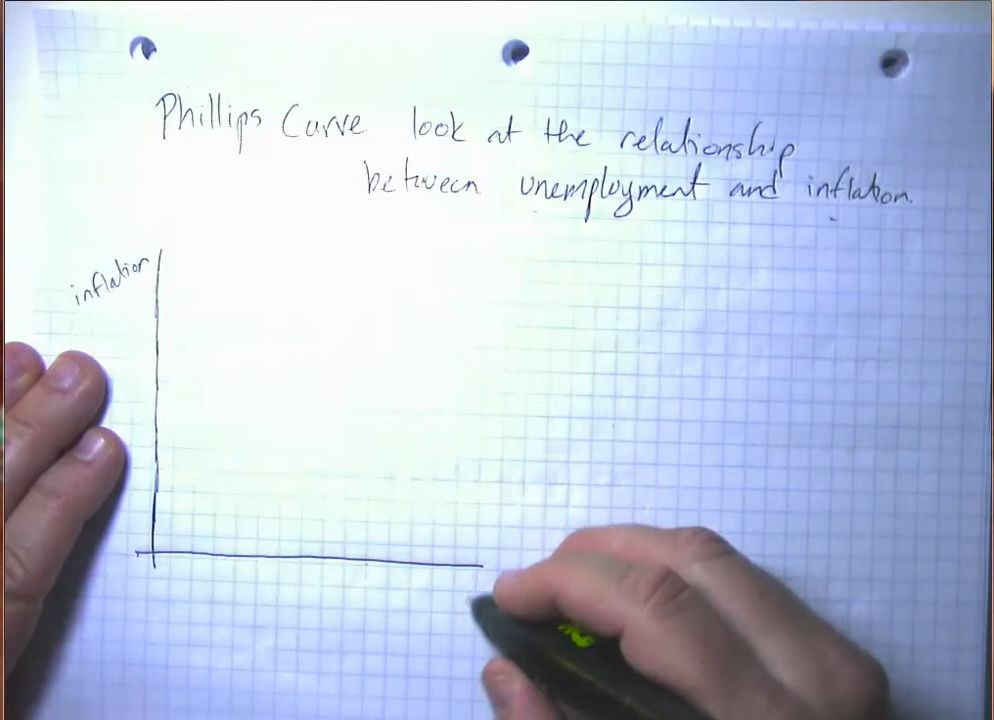 Phillips Curve look at the relationship
between unemployment and inflation.
inflation